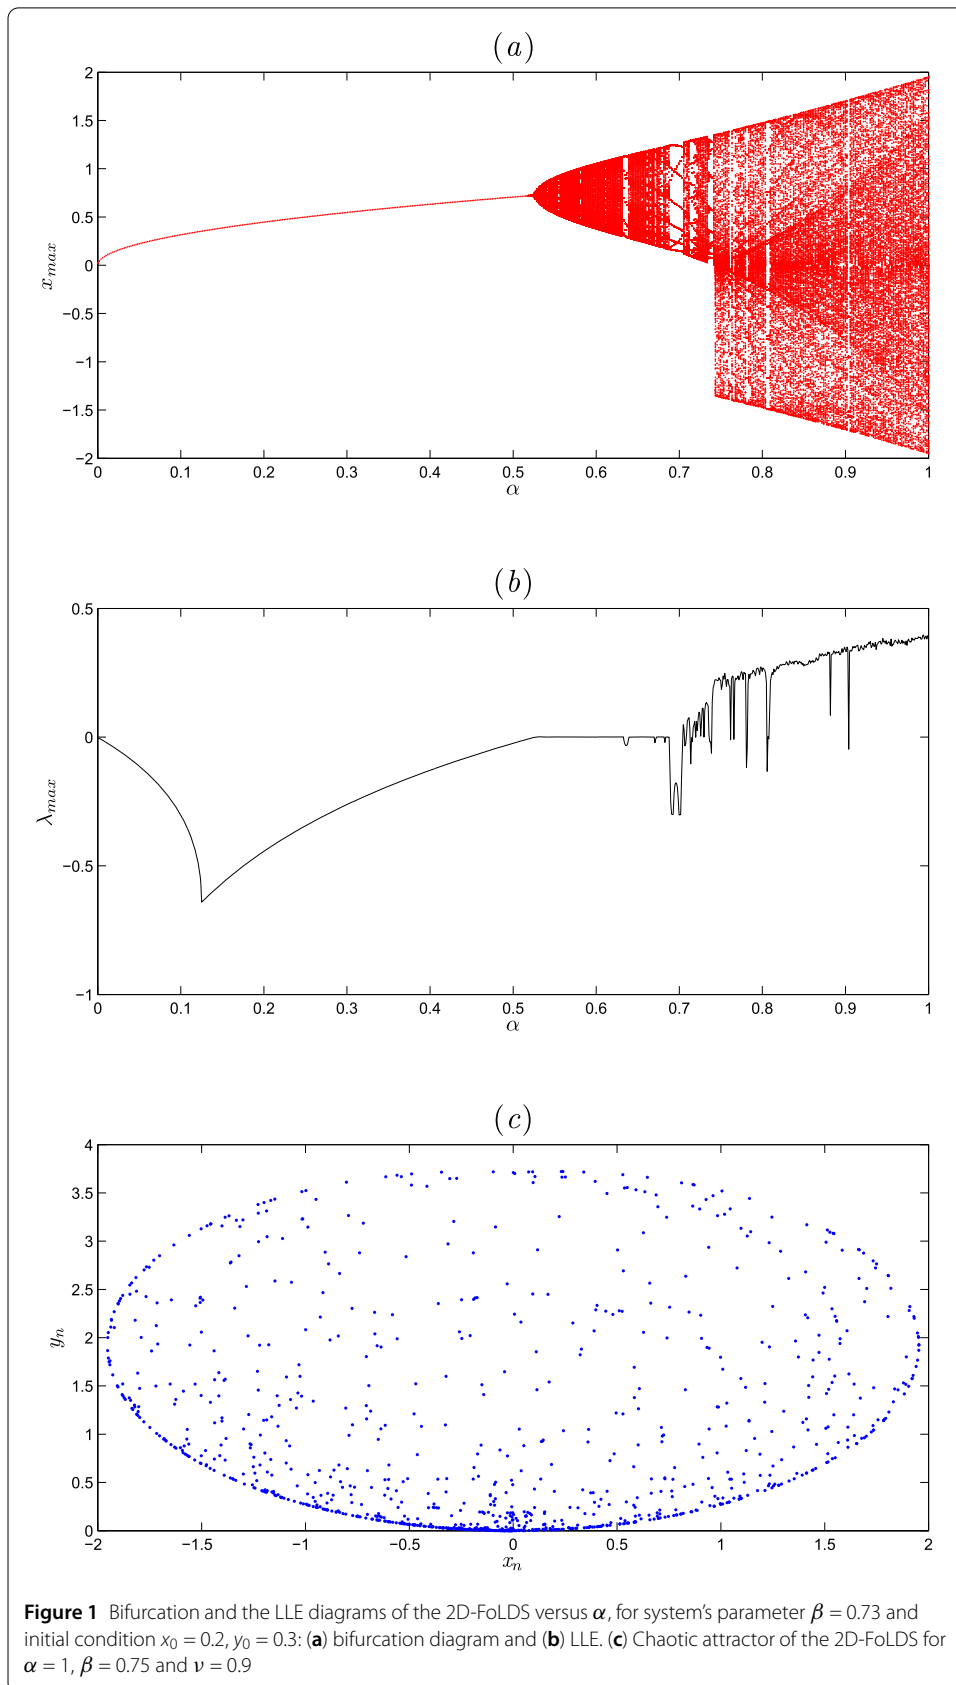 (a)
2
1.5
1
0.5
0
−0.5
−1
−1.5
−2
x_max
0 0.1 0.2 0.3 0.4 0.5 0.6 0.7 0.8 0.9 1
α
(b)
0.5
0
−0.5
−1
λ_max
0 0.1 0.2 0.3 0.4 0.5 0.6 0.7 0.8 0.9 1
α
(c)
4
3.5
3
2.5
2
1.5
1
0.5
0
y_n
−2 −1.5 −1 −0.5 0 0.5 1 1.5 2
x_n
Figure 1 Bifurcation and the LLE diagrams of the 2D-FoLDS versus α, for system's parameter β = 0.73 and
initial condition x₀ = 0.2, y₀ = 0.3: (a) bifurcation diagram and (b) LLE. (c) Chaotic attractor of the 2D-FoLDS for
α = 1, β = 0.75 and ν = 0.9